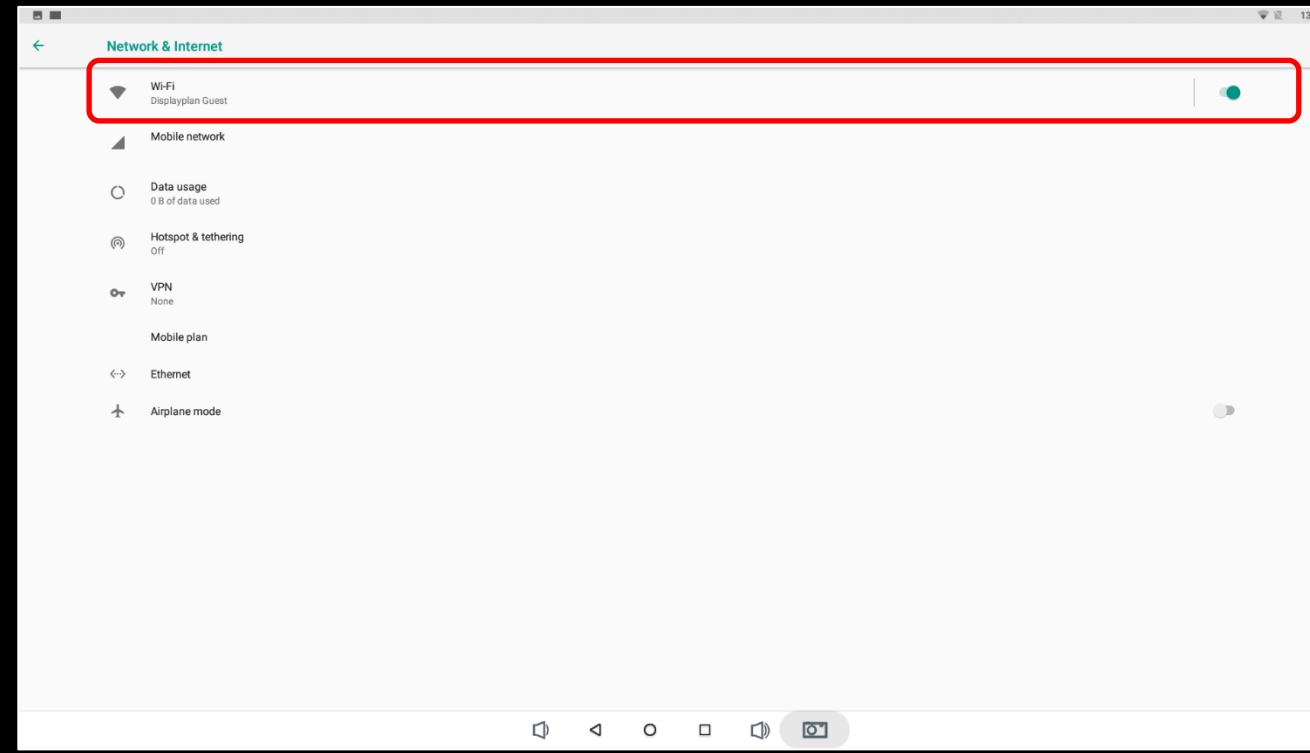 13
Network & Internet
Wi-Fi
Displayplan Guest
Mobile network
Data usage
0 B of data used
Hotspot & tethering
Off
VPN
None
Mobile plan
Ethernet
Airplane mode